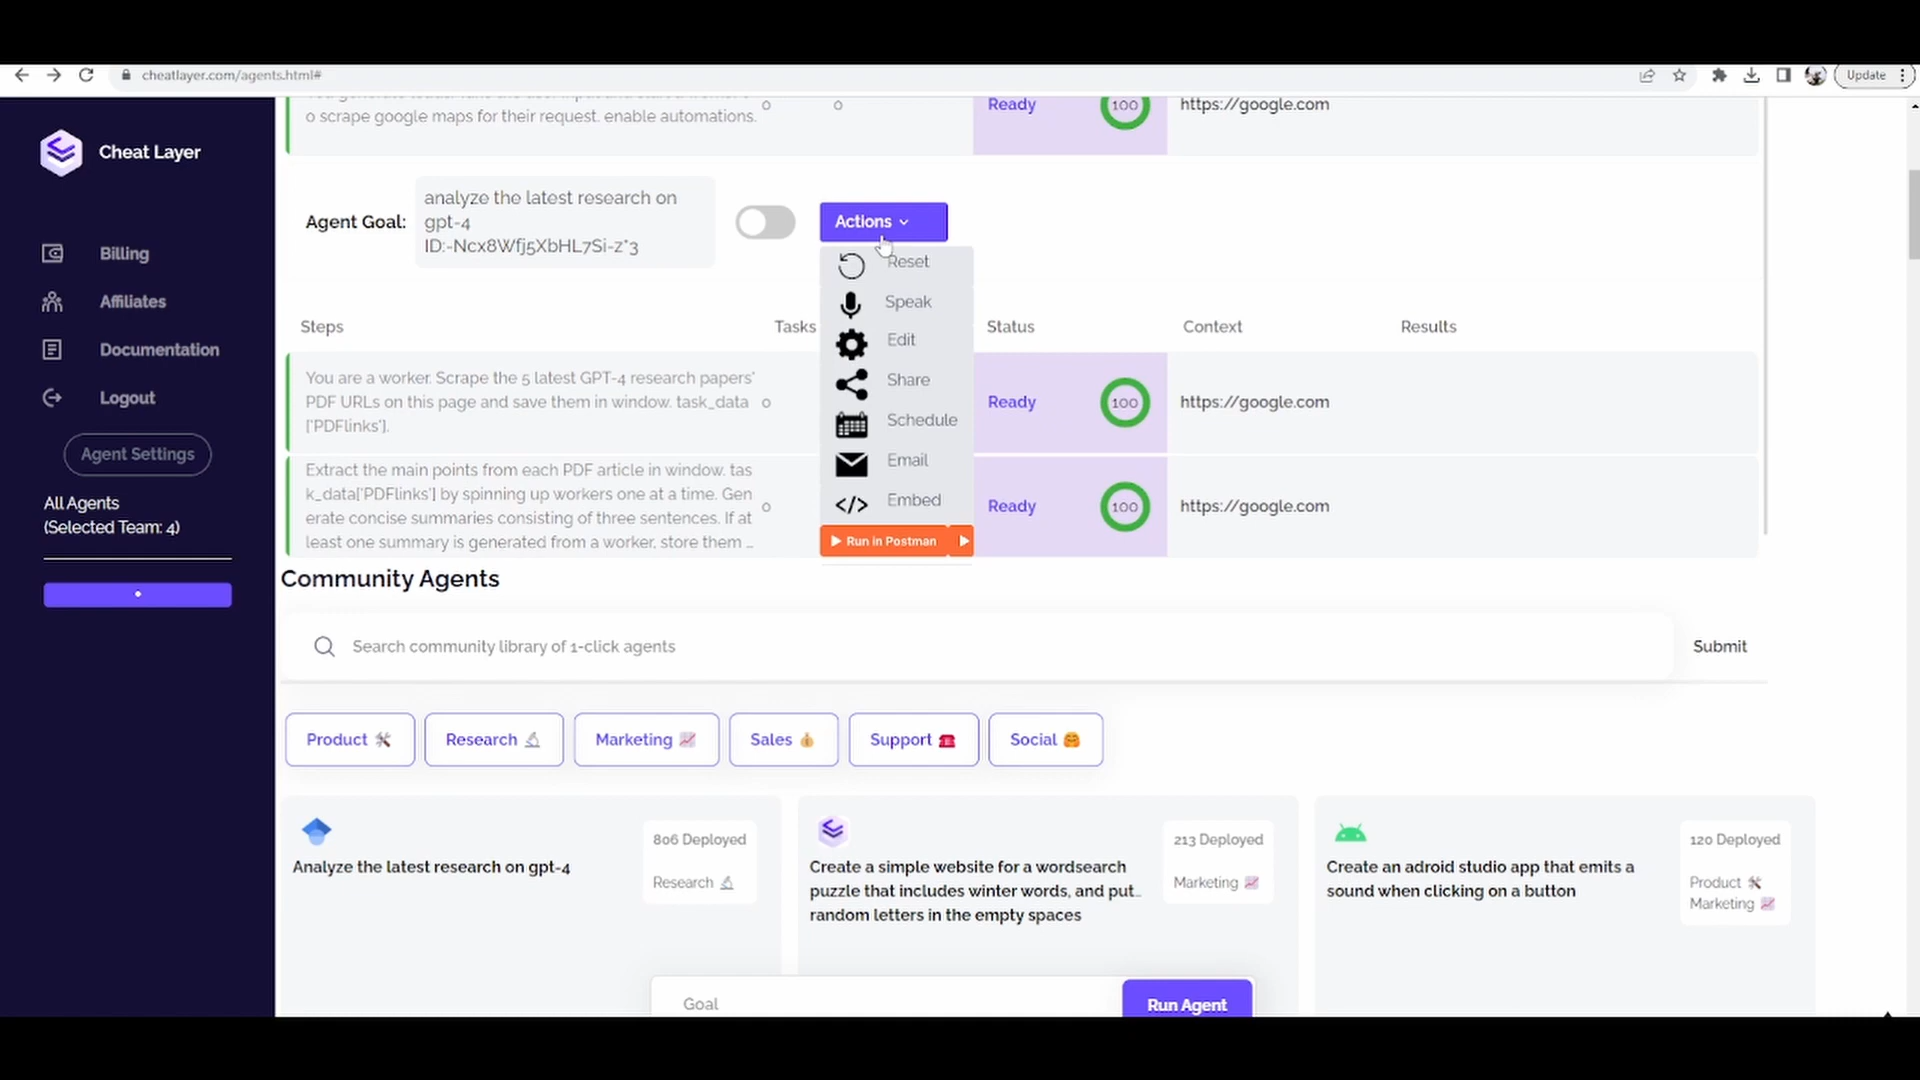 cheatlayer.com/agents.html#
Update
Cheat Layer
Billing
Affiliates
Documentation
Logout
Agent Settings
All Agents
(Selected Team: 4)
o scrape google maps for their request. enable automations.
0
0
Ready
100
https://google.com
Agent Goal:
analyze the latest research on
gpt-4
ID:-Ncx8Wfj5XbHL7Si-z*3
Actions
Reset
Speak
Edit
Share
Schedule
Email
Embed
Run in Postman
Steps
Tasks
Status
Context
Results
You are a worker. Scrape the 5 latest GPT-4 research papers'
PDF URLs on this page and save them in window. task_data
['PDFlinks'].
0
Ready
100
https://google.com
Extract the main points from each PDF article in window. tas
k_data['PDFlinks'] by spinning up workers one at a time. Gen
erate concise summaries consisting of three sentences. If at
least one summary is generated from a worker, store them ...
0
Ready
100
https://google.com
Community Agents
Search community library of 1-click agents
Submit
Product
Research
Marketing
Sales
Support
Social
Analyze the latest research on gpt-4
806 Deployed
Research
Create a simple website for a wordsearch
puzzle that includes winter words, and put...
random letters in the empty spaces
213 Deployed
Marketing
Create an adroid studio app that emits a
sound when clicking on a button
120 Deployed
Product
Marketing
Goal
Run Agent